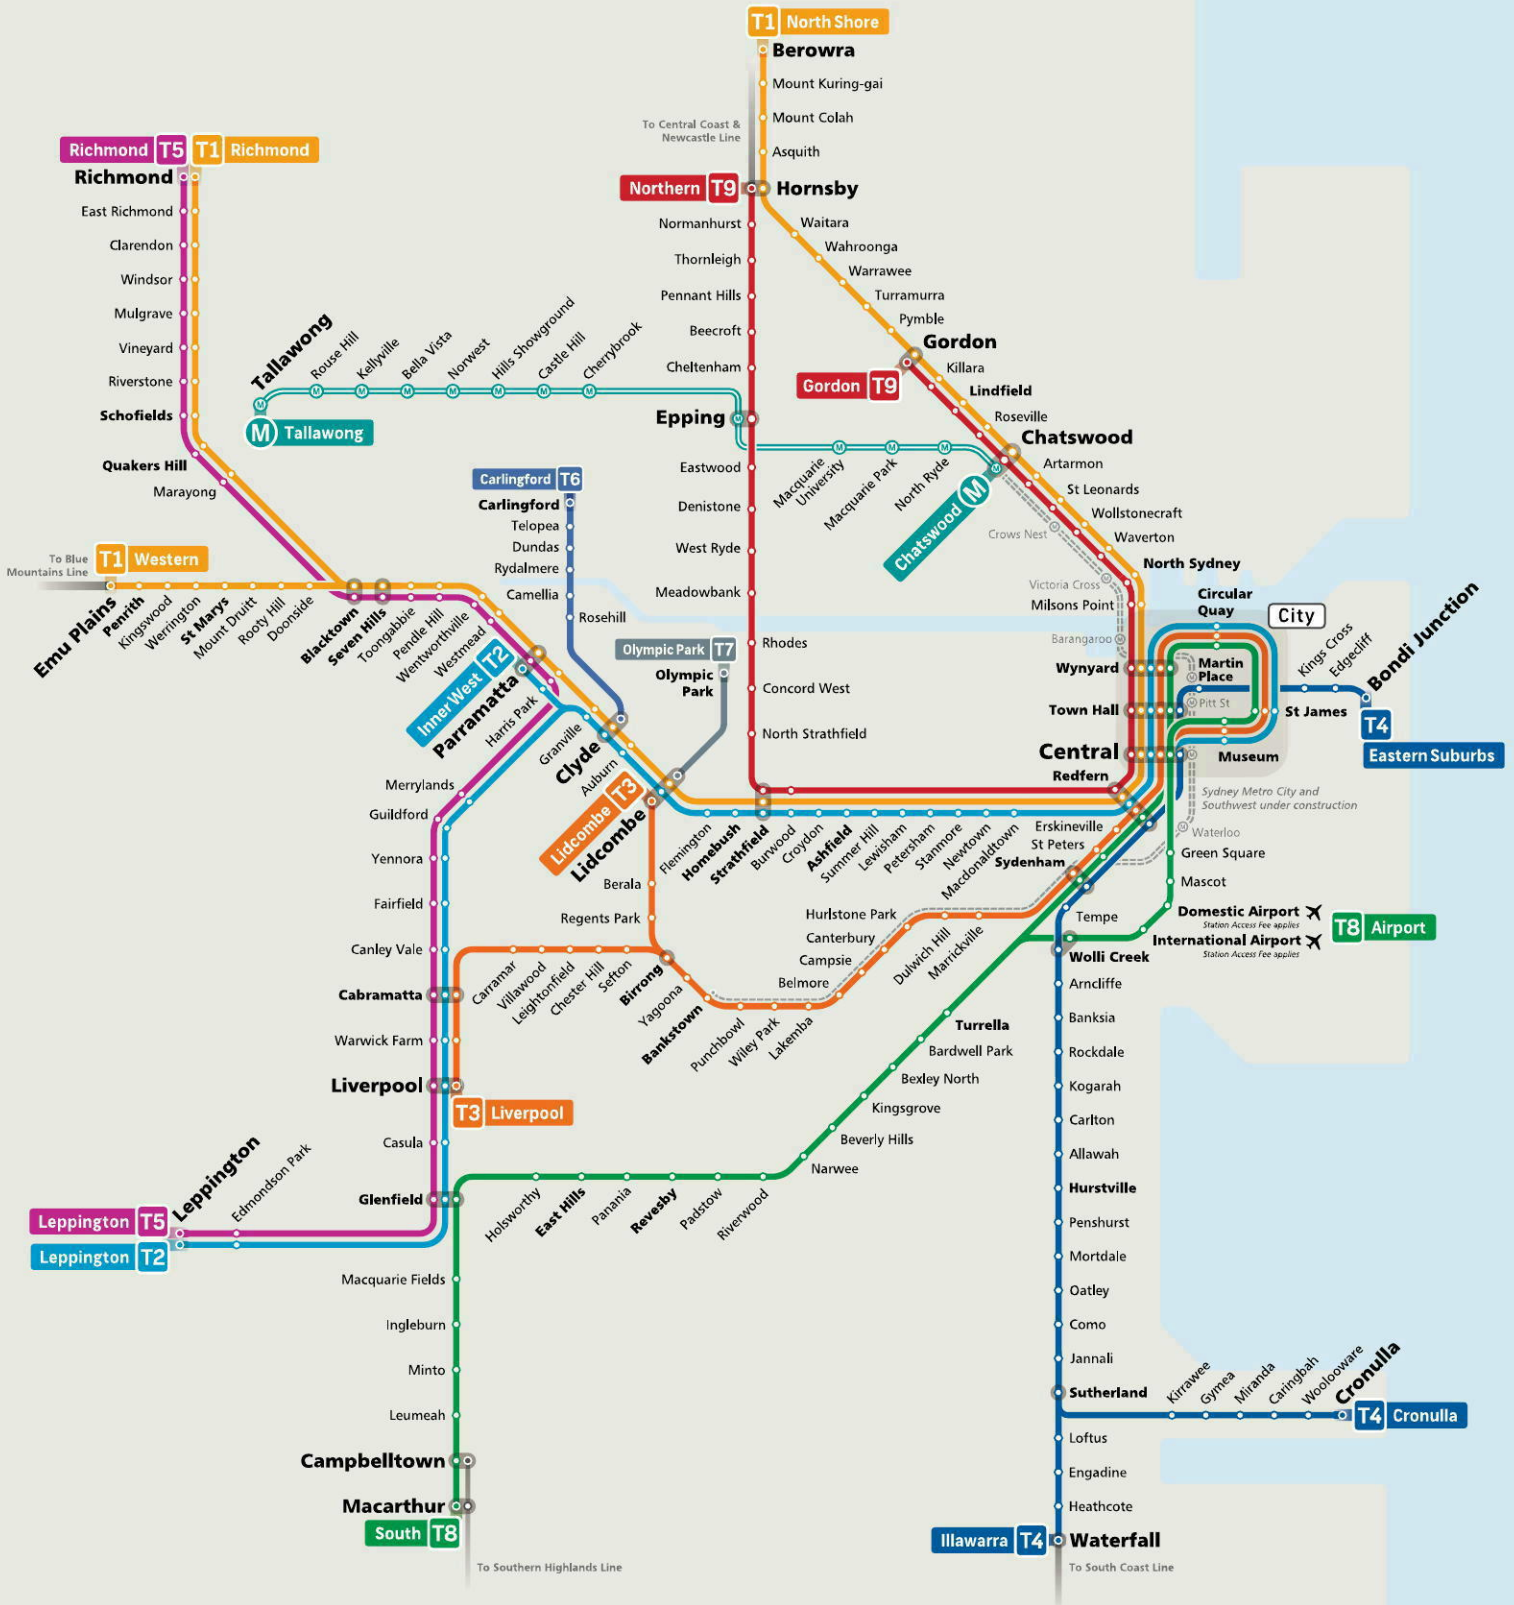 T1 North Shore
Berowra
Mount Kuring-gai
To Central Coast &
Newcastle Line
Mount Colah
Asquith
Richmond T5
T1 Richmond
Richmond
Northern T9
Hornsby
East Richmond
Clarendon
Windsor
Mulgrave
Vineyard
Riverstone
Schofields
Quakers Hill
Marayong
Normanhurst
Thornleigh
Pennant Hills
Beecroft
Cheltenham
Epping
Eastwood
Denistone
West Ryde
Meadowbank
Rhodes
Concord West
North Strathfield
Waitara
Wahroonga
Warrawee
Turramurra
Pymble
Gordon
Gordon T9
Killara
Lindfield
Roseville
Chatswood
Artarmon
St Leonards
Wollstonecraft
Waverton
North Sydney
Milsons Point
Tallawong
Rouse Hill
Kellyville
Bella Vista
Norwest
Hills Showground
Castle Hill
Cherrybrook
M Tallawong
M
M
M
M
M
M
M
M
M
M
M
M
M
Macquarie
University
Macquarie Park
North Ryde
Chatswood M
Crows Nest
M
Victoria Cross
M
Barangaroo
M
Carlingford T6
Carlingford
Telopea
Dundas
Rydalmere
Camellia
Rosehill
Olympic Park T7
Olympic
Park
To Blue
Mountains Line
T1 Western
Emu Plains
Penrith
Kingswood
Werrington
St Marys
Mount Druitt
Rooty Hill
Doonside
Blacktown
Seven Hills
Toongabbie
Pendle Hill
Wentworthville
Westmead
Inner West T2
Parramatta
Harris Park
Granville
Clyde
Auburn
Lidcombe T3
Lidcombe
Flemington
Homebush
Strathfield
Burwood
Croydon
Ashfield
Summer Hill
Lewisham
Petersham
Stanmore
Newtown
Macdonaldtown
Circular
Quay
City
Wynyard
Martin
Place
M
Town Hall
Pitt St
M
St James
Central
M
Museum
Redfern
Kings Cross
Edgecliff
Bondi Junction
T4
Eastern Suburbs
Sydney Metro City and
Southwest under construction
M
Waterloo
Erskineville
St Peters
Sydenham
Green Square
Mascot
Domestic Airport
Station Access Fee applies
International Airport
Station Access Fee applies
T8 Airport
Tempe
Wolli Creek
Arncliffe
Banksia
Rockdale
Kogarah
Carlton
Allawah
Hurstville
Penshurst
Mortdale
Oatley
Como
Jannali
Sutherland
Kirrawee
Gymea
Miranda
Caringbah
Woolooware
Cronulla
T4 Cronulla
Loftus
Engadine
Heathcote
Illawarra T4
Waterfall
To South Coast Line
Merrylands
Guildford
Yennora
Fairfield
Canley Vale
Cabramatta
Warwick Farm
Liverpool
T3 Liverpool
Casula
Glenfield
Leppington
Edmondson Park
Leppington T5
Leppington T2
Berala
Regents Park
Carramar
Villawood
Leightonfield
Chester Hill
Sefton
Birrong
Yagoona
Bankstown
Punchbowl
Wiley Park
Lakemba
Belmore
Campsie
Canterbury
Hurlstone Park
Dulwich Hill
Marrickville
Turrella
Bardwell Park
Bexley North
Kingsgrove
Beverly Hills
Narwee
Holsworthy
East Hills
Panania
Revesby
Padstow
Riverwood
Macquarie Fields
Ingleburn
Minto
Leumeah
Campbelltown
Macarthur
South T8
To Southern Highlands Line